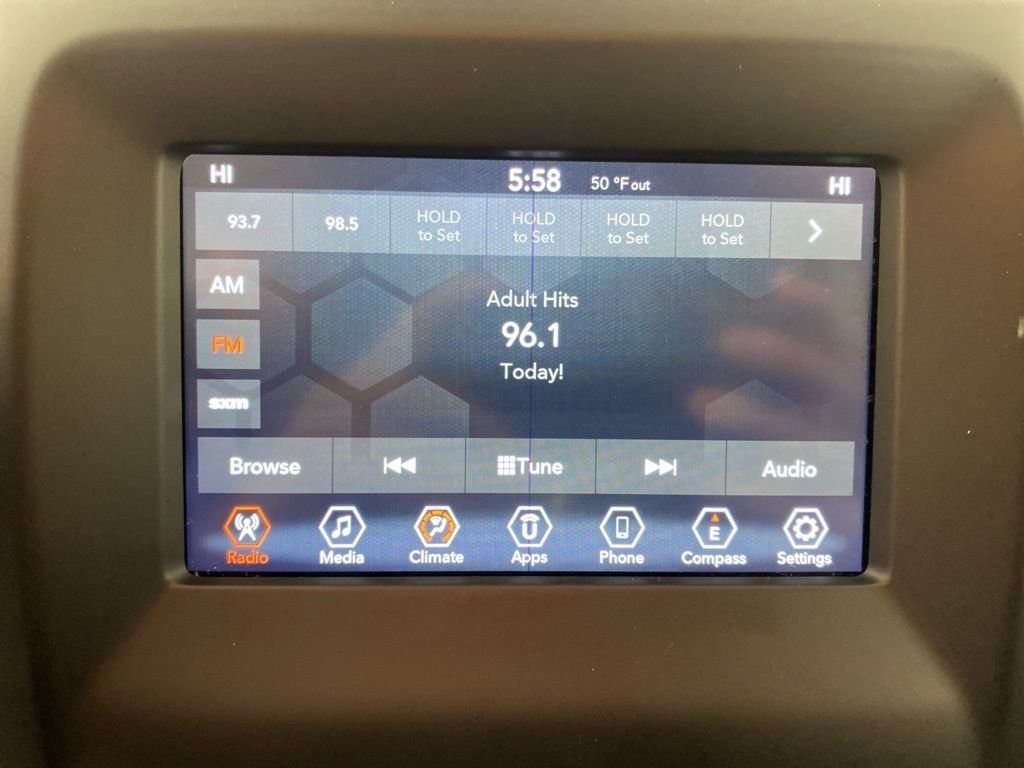 HI 5:58 50 °F out HI
93.7 98.5 HOLD to Set HOLD to Set HOLD to Set HOLD to Set
AM
Adult Hits
96.1
FM
Today!
sxm
Browse Tune Audio
U E
Radio Media Climate Apps Phone Compass Settings